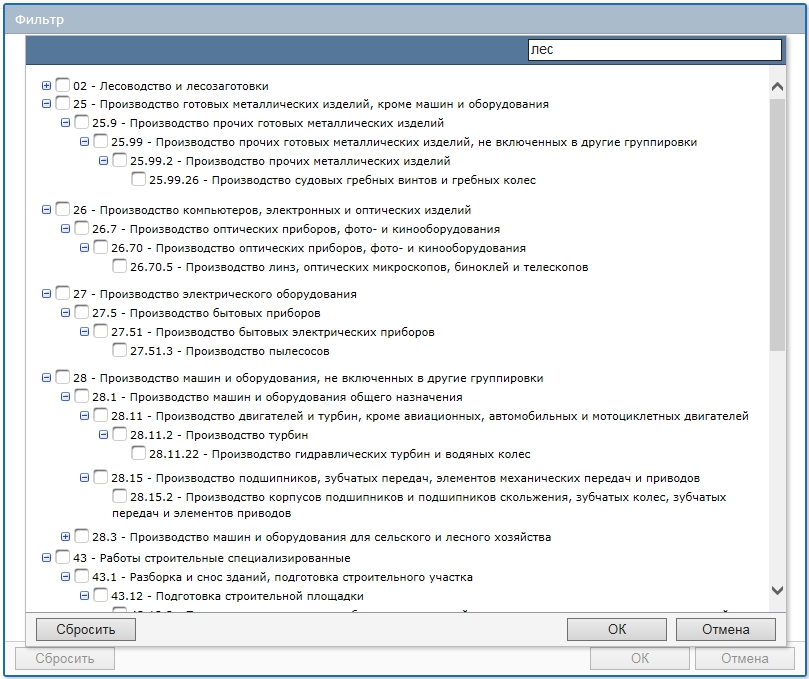 Фильтр
лес
02 - Лесоводство и лесозаготовки
25 - Производство готовых металлических изделий, кроме машин и оборудования
25.9 - Производство прочих готовых металлических изделий
25.99 - Производство прочих готовых металлических изделий, не включенных в другие группировки
25.99.2 - Производство прочих металлических изделий
25.99.26 - Производство судовых гребных винтов и гребных колес
26 - Производство компьютеров, электронных и оптических изделий
26.7 - Производство оптических приборов, фото- и кинооборудования
26.70 - Производство оптических приборов, фото- и кинооборудования
26.70.5 - Производство линз, оптических микроскопов, биноклей и телескопов
27 - Производство электрического оборудования
27.5 - Производство бытовых приборов
27.51 - Производство бытовых электрических приборов
27.51.3 - Производство пылесосов
28 - Производство машин и оборудования, не включенных в другие группировки
28.1 - Производство машин и оборудования общего назначения
28.11 - Производство двигателей и турбин, кроме авиационных, автомобильных и мотоциклетных двигателей
28.11.2 - Производство турбин
28.11.22 - Производство гидравлических турбин и водяных колес
28.15 - Производство подшипников, зубчатых передач, элементов механических передач и приводов
28.15.2 - Производство корпусов подшипников и подшипников скольжения, зубчатых колес, зубчатых
передач и элементов приводов
28.3 - Производство машин и оборудования для сельского и лесного хозяйства
43 - Работы строительные специализированные
43.1 - Разборка и снос зданий, подготовка строительного участка
43.12 - Подготовка строительной площадки
Сбросить ОК Отмена
Сбросить ОК Отмена